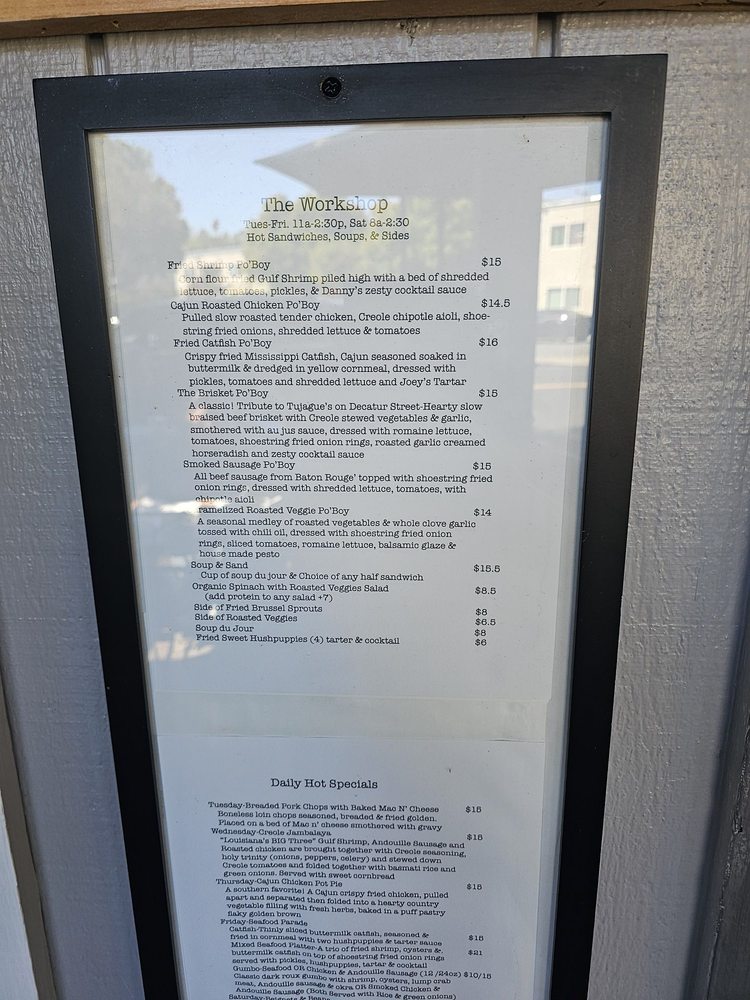 The Workshop
Tues-Fri. 11a-2:30p, Sat 8a-2:30
Hot Sandwiches, Soups, & Sides
Fried Shrimp Po'Boy $15
Corn floured Gulf Shrimp piled high with a bed of shredded
lettuce, tomatoes, pickles, & Danny's zesty cocktail sauce
Cajun Roasted Chicken Po'Boy $14.5
Pulled slow roasted tender chicken, Creole chipotle aioli, shoe-
string fried onions, shredded lettuce & tomatoes
Fried Catfish Po'Boy $16
Crispy fried Mississippi Catfish, Cajun seasoned soaked in
buttermilk & dredged in yellow cornmeal, dressed with
pickles, tomatoes and shredded lettuce and Joey's Tartar
The Brisket Po'Boy $15
A classic! Tribute to Tujague's on Decatur Street-Hearty slow
braised beef brisket with Creole stewed vegetables & garlic,
smothered with au jus sauce, dressed with romaine lettuce,
tomatoes, shoestring fried onion rings, roasted garlic creamed
horseradish and zesty cocktail sauce
Smoked Sausage Po'Boy $15
All beef sausage from Baton Rouge' topped with shoestring fried
onion rings, dressed with shredded lettuce, tomatoes, with
chipotle aioli
ramelized Roasted Veggie Po'Boy $14
A seasonal medley of roasted vegetables & whole clove garlic
tossed with chili oil, dressed with shoestring fried onion
rings, sliced tomatoes, romaine lettuce, balsamic glaze &
house made pesto
Soup & Sand $15.5
Cup of soup du jour & Choice of any half sandwich
Organic Spinach with Roasted Veggies Salad $8.5
(add protein to any salad +7)
Side of Fried Brussel Sprouts $8
Side of Roasted Veggies $6.5
Soup du Jour $8
Fried Sweet Hushpuppies (4) tarter & cocktail $6
Daily Hot Specials
Tuesday-Breaded Pork Chops with Baked Mac N' Cheese $15
Boneless loin chops seasoned, breaded & fried golden.
Placed on a bed of Mac n' cheese smothered with gravy
Wednesday-Creole Jambalaya $15
"Louisiana's BIG Three" Gulf Shrimp, Andouille Sausage and
Roasted chicken are brought together with Creole seasoning,
holy trinity (onions, peppers, celery) and stewed down
Creole tomatoes and folded together with basmati rice and
green onions. Served with sweet cornbread
Thursday-Cajun Chicken Pot Pie $15
A southern favorite! A Cajun crispy fried chicken, pulled
apart and separated then folded into a hearty country
vegetable filling with fresh herbs, baked in a puff pastry
flaky golden brown
Friday-Seafood Parade
Catfish-Thinly sliced buttermilk catfish, seasoned &
fried in cornmeal with two hushpuppies & tarter sauce $15
Mixed Seafood Platter-A trio of fried shrimp, oysters &
buttermilk catfish on top of shoestring fried onion rings $21
served with pickles, hushpuppies, tartar & cocktail
Gumbo-Seafood OR Chicken & Andouille Sausage (12 /24oz) $10/15
Classic dark roux gumbo with shrimp, oysters, lump crab
meat, Andouille sausage & okra OR Smoked Chicken &
Andouille Sausage (Both Served with Rice & green onions)
Saturday-Beignets & Beans